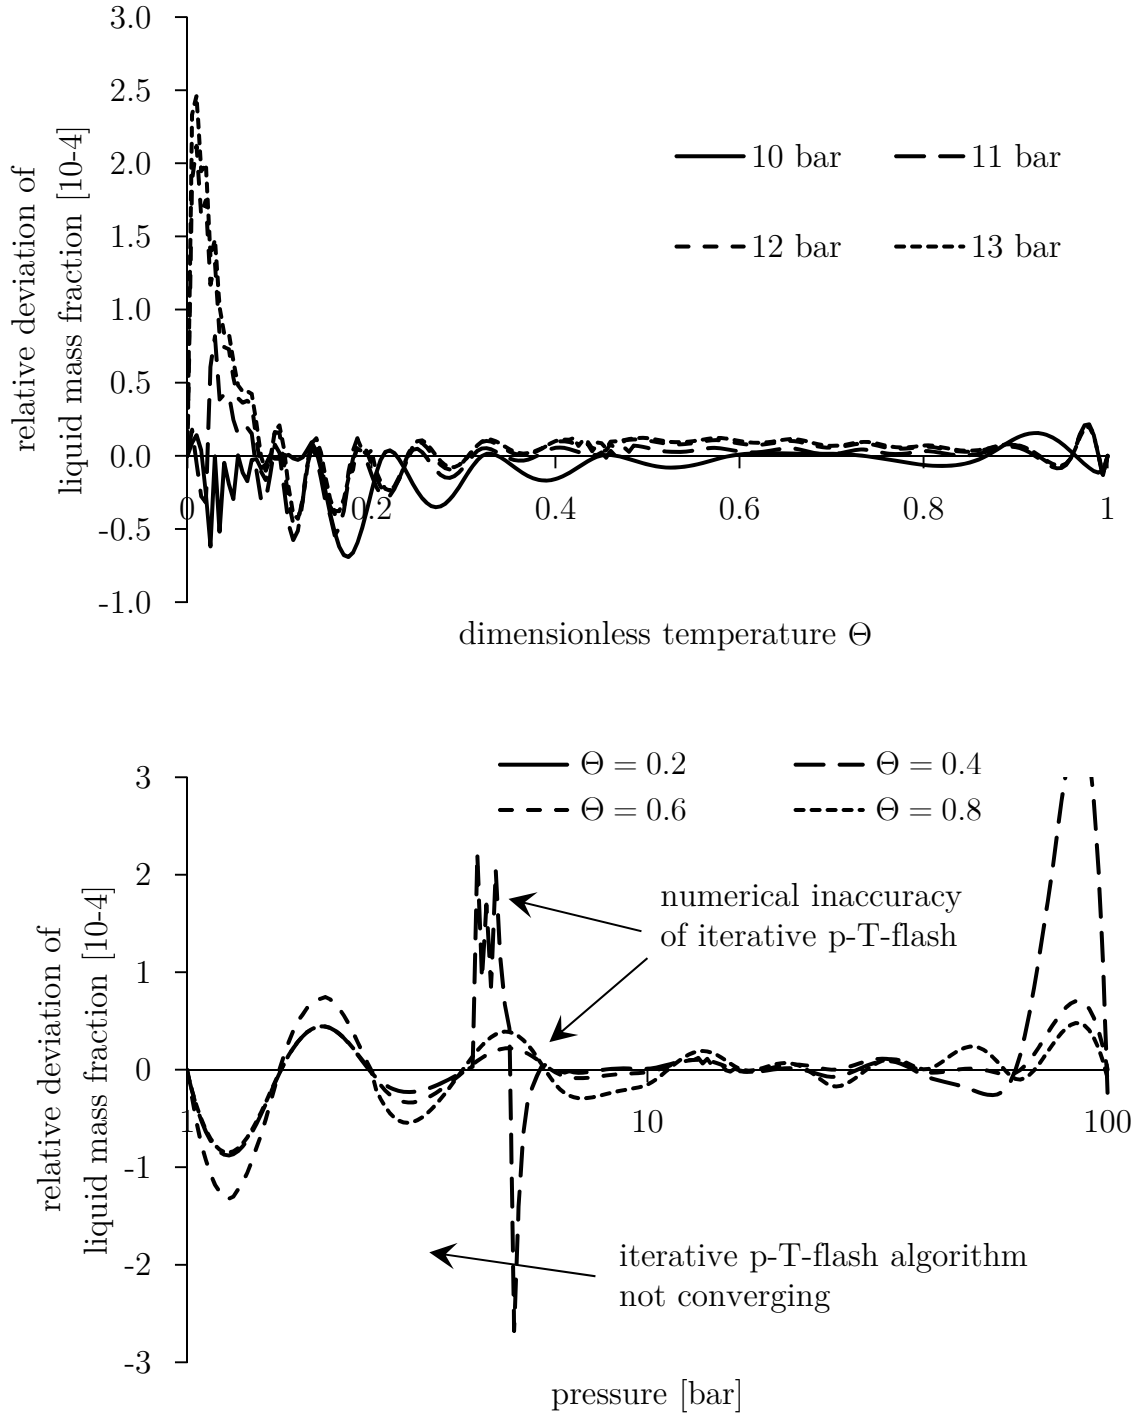 3.0
2.5
2.0
1.5
1.0
0.5
0.0
-0.5
-1.0
relative deviation of
liquid mass fraction [10-4]
10 bar
11 bar
12 bar
13 bar
0
0.2
0.4
0.6
0.8
1
dimensionless temperature Θ
Θ = 0.2
Θ = 0.4
Θ = 0.6
Θ = 0.8
3
2
1
0
-1
-2
-3
relative deviation of
liquid mass fraction [10-4]
numerical inaccuracy
of iterative p-T-flash
1
10
100
iterative p-T-flash algorithm
not converging
pressure [bar]